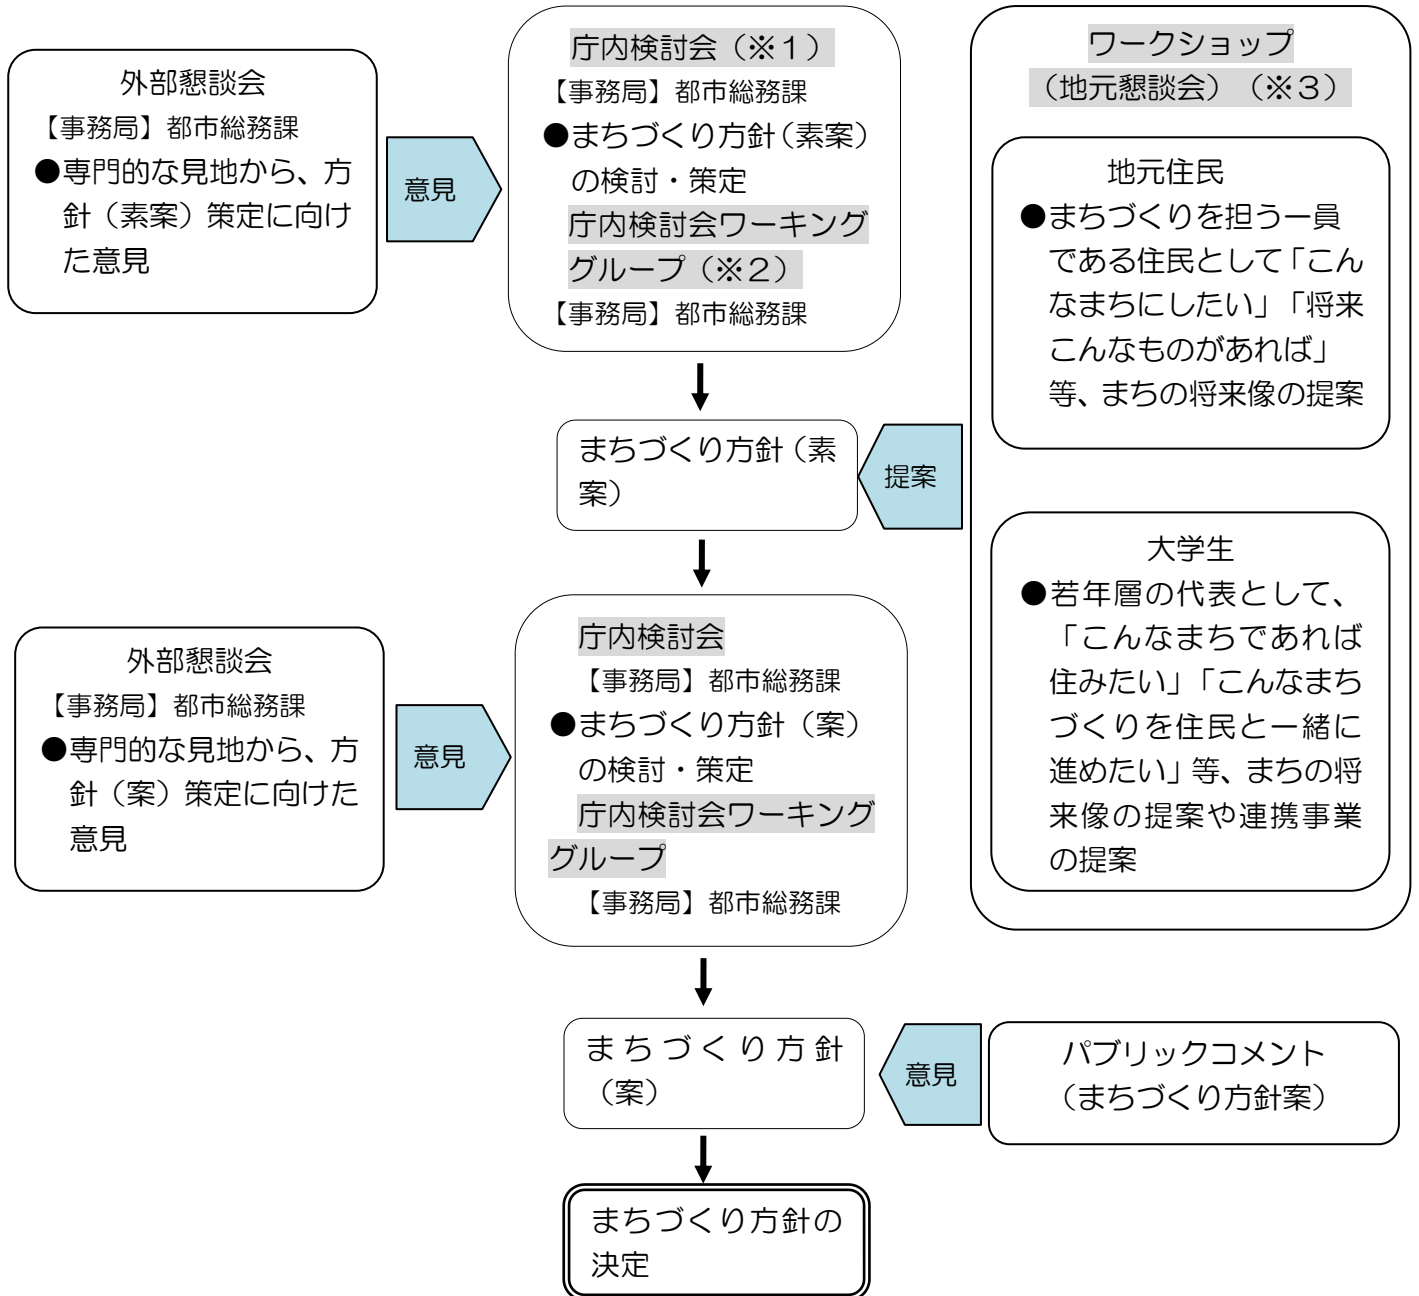 外部懇談会
【事務局】都市総務課
●専門的な見地から、方
針（素案）策定に向け
た意見
意見
庁内検討会（※１）
【事務局】都市総務課
●まちづくり方針（素案）
の検討・策定
庁内検討会ワーキング
グループ（※２）
【事務局】都市総務課
ワークショップ
（地元懇談会）（※３）
地元住民
●まちづくりを担う一員
である住民として「こん
なまちにしたい」「将来
こんなものがあれば」
等、まちの将来像の提案
まちづくり方針（素
案）
提案
大学生
●若年層の代表として、
「こんなまちであれば
住みたい」「こんなまち
づくりを住民と一緒に
進めたい」等、まちの将
来像の提案や連携事業
の提案
外部懇談会
【事務局】都市総務課
●専門的な見地から、方
針（案）策定に向けた
意見
意見
庁内検討会
【事務局】都市総務課
●まちづくり方針（案）
の検討・策定
庁内検討会ワーキング
グループ
【事務局】都市総務課
まちづくり方針
（案）
意見
パブリックコメント
（まちづくり方針案）
まちづくり方針の
決定